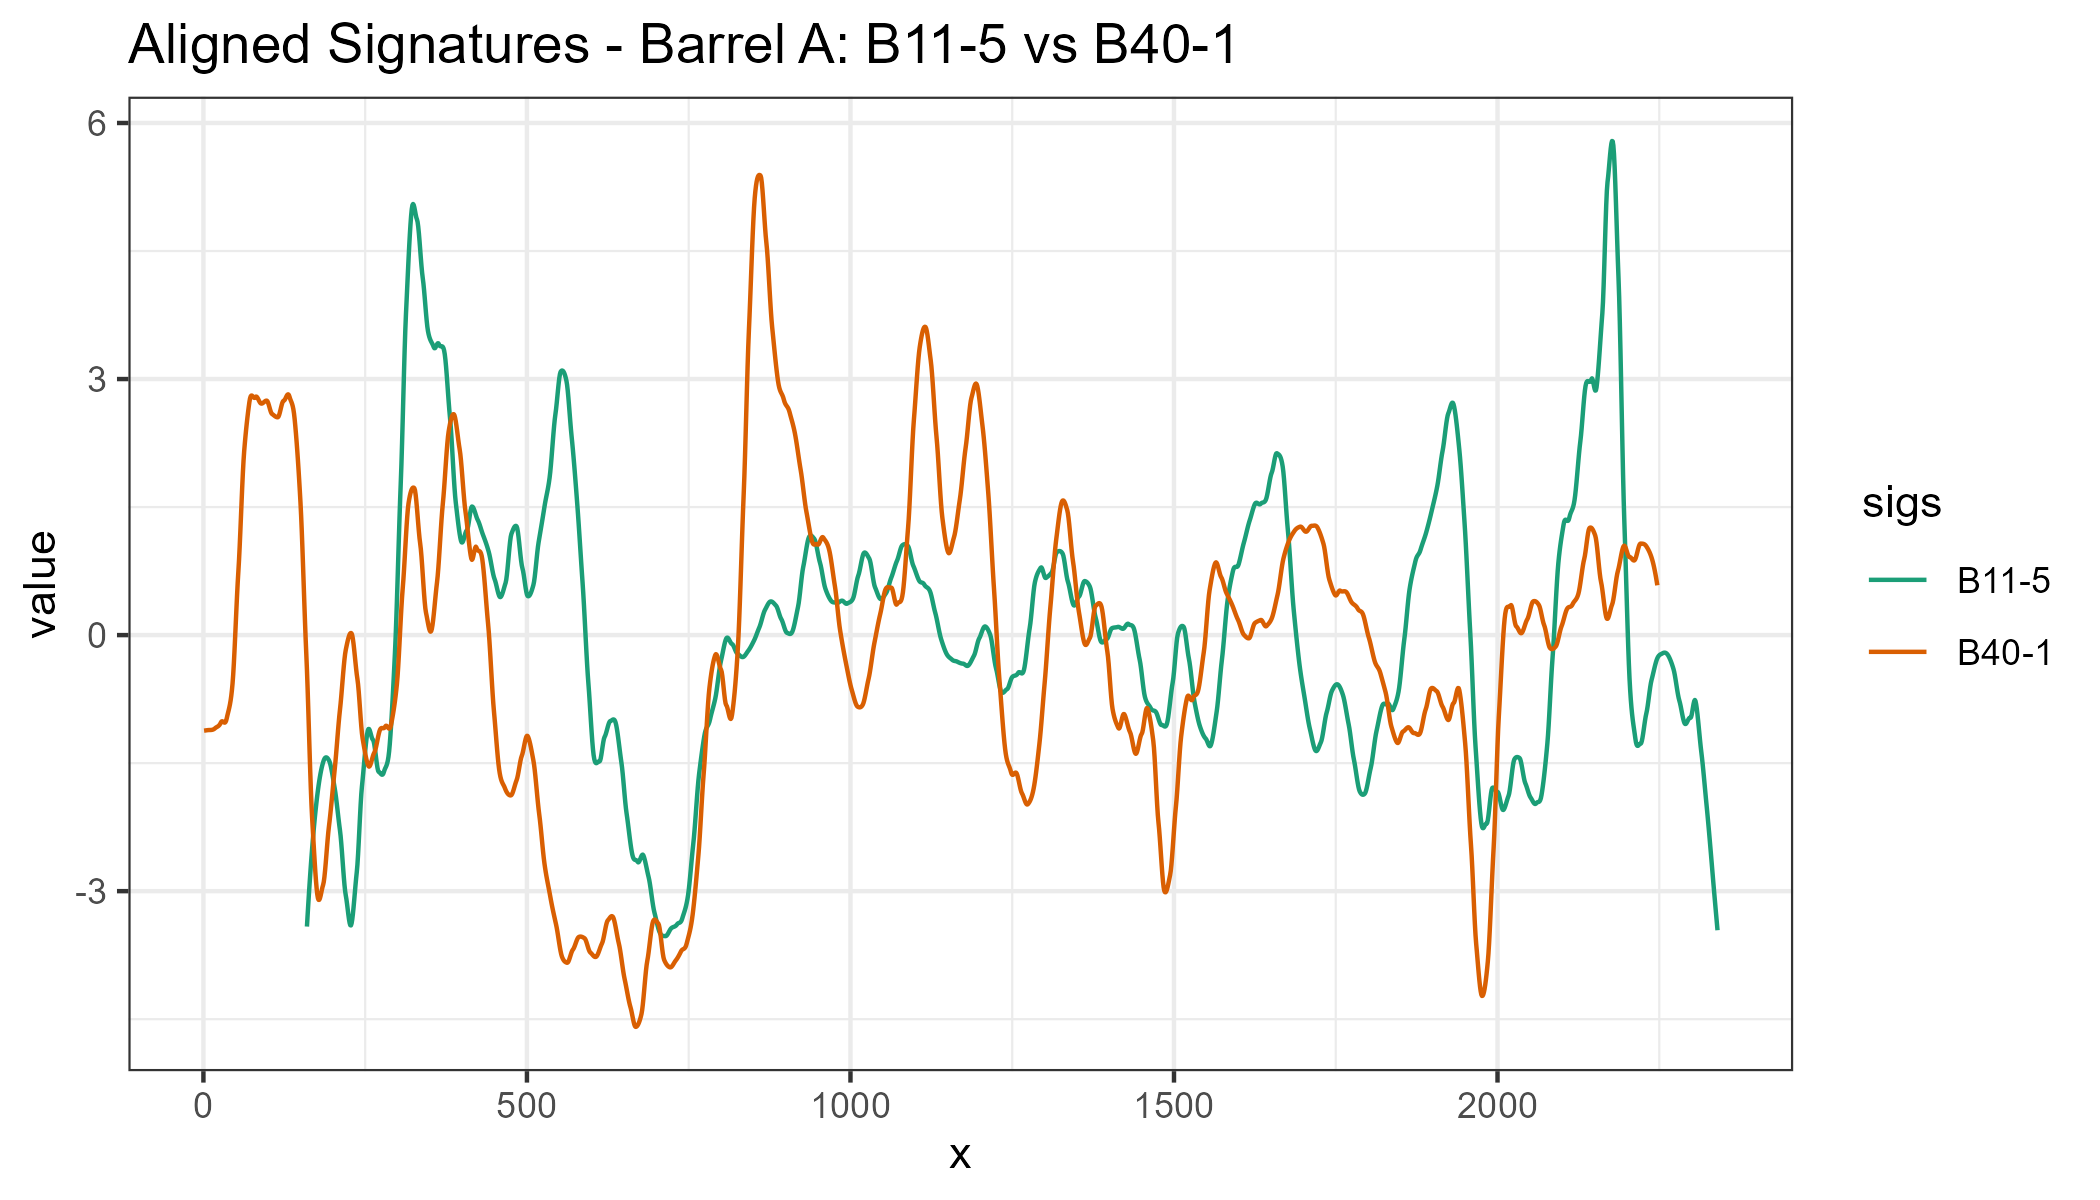 Aligned Signatures - Barrel A: B11-5 vs B40-1
6
3
0
-3
value
0 500 1000 1500 2000
x
sigs
B11-5
B40-1